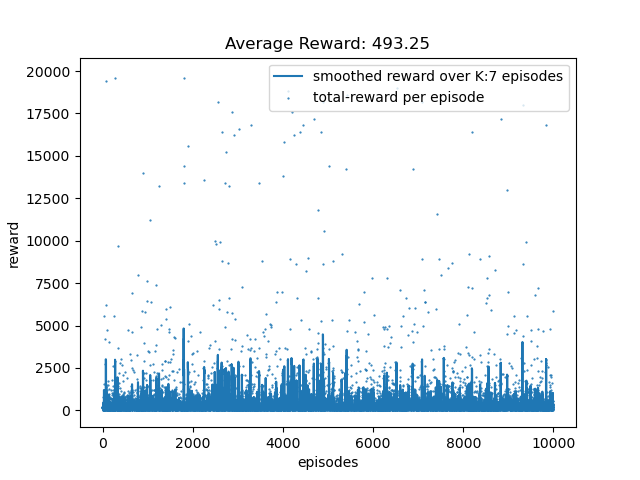 Average Reward: 493.25
20000
17500
15000
12500
10000
7500
5000
2500
0
reward
smoothed reward over K:7 episodes
total-reward per episode
0 2000 4000 6000 8000 10000
episodes